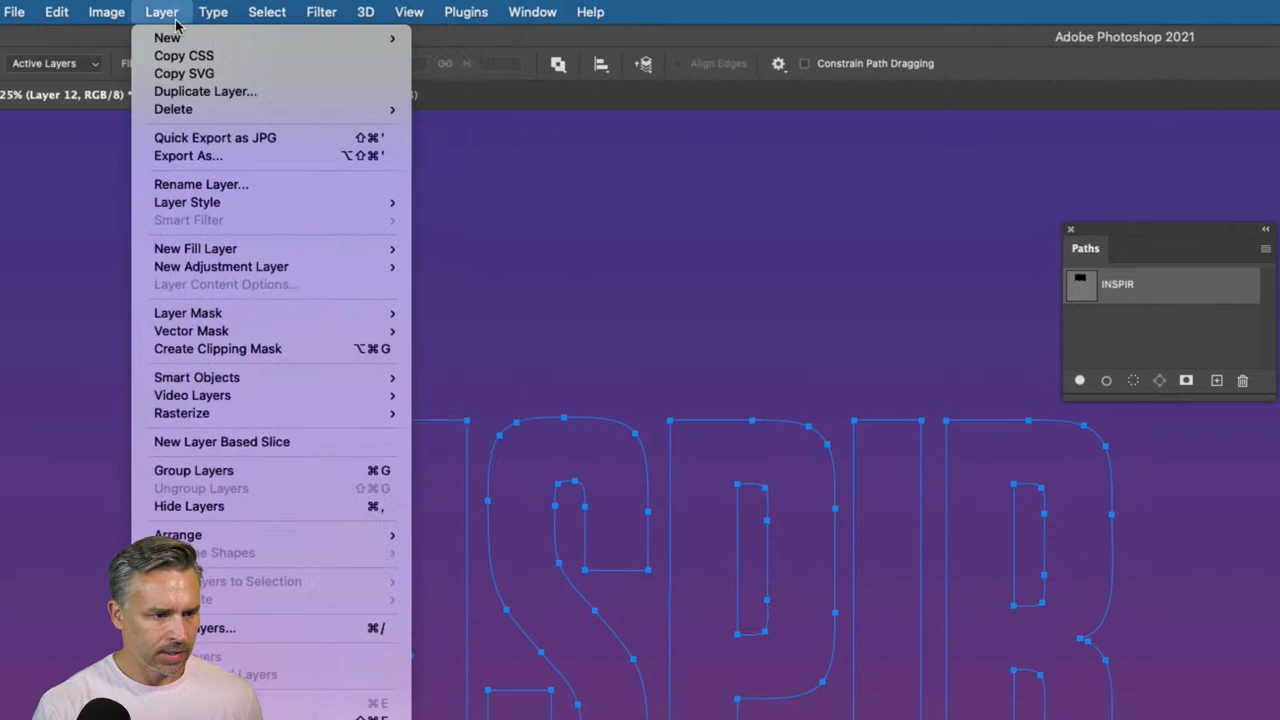 File Edit Image Layer Type Select Filter 3D View Plugins Window Help
Adobe Photoshop 2021
Active Layers Align Edges Constrain Path Dragging
25% (Layer 12, RGB/8) *
New
Copy CSS
Copy SVG
Duplicate Layer...
Delete
Quick Export as JPG ⇧⌘'
Export As... ⌥⇧⌘'
Rename Layer...
Layer Style
Smart Filter
New Fill Layer
New Adjustment Layer
Layer Content Options...
Layer Mask
Vector Mask
Create Clipping Mask ⌥⌘G
Smart Objects
Video Layers
Rasterize
New Layer Based Slice
Group Layers ⌘G
Ungroup Layers ⇧⌘G
Hide Layers ⌘,
Arrange
Shapes
to Selection
⌘/
Layers
⌘E
Paths
INSPIR
SPIR